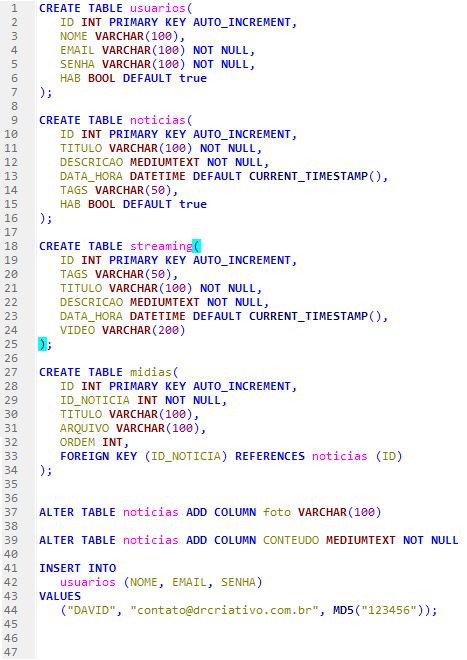 1 CREATE TABLE usuarios(
2 ID INT PRIMARY KEY AUTO_INCREMENT,
3 NOME VARCHAR(100),
4 EMAIL VARCHAR(100) NOT NULL,
5 SENHA VARCHAR(100) NOT NULL,
6 HAB BOOL DEFAULT true
7 );
8
9 CREATE TABLE noticias(
10 ID INT PRIMARY KEY AUTO_INCREMENT,
11 TITULO VARCHAR(100) NOT NULL,
12 DESCRICAO MEDIUMTEXT NOT NULL,
13 DATA_HORA DATETIME DEFAULT CURRENT_TIMESTAMP(),
14 TAGS VARCHAR(50),
15 HAB BOOL DEFAULT true
16 );
17
18 CREATE TABLE streaming(
19 ID INT PRIMARY KEY AUTO_INCREMENT,
20 TAGS VARCHAR(50),
21 TITULO VARCHAR(100) NOT NULL,
22 DESCRICAO MEDIUMTEXT NOT NULL,
23 DATA_HORA DATETIME DEFAULT CURRENT_TIMESTAMP(),
24 VIDEO VARCHAR(200)
25 );
26
27 CREATE TABLE midias(
28 ID INT PRIMARY KEY AUTO_INCREMENT,
29 ID_NOTICIA INT NOT NULL,
30 TITULO VARCHAR(100),
31 ARQUIVO VARCHAR(100),
32 ORDEM INT,
33 FOREIGN KEY (ID_NOTICIA) REFERENCES noticias (ID)
34 );
35
36
37 ALTER TABLE noticias ADD COLUMN foto VARCHAR(100)
38
39 ALTER TABLE noticias ADD COLUMN CONTEUDO MEDIUMTEXT NOT NULL
40
41 INSERT INTO
42 usuarios (NOME, EMAIL, SENHA)
43 VALUES
44 ("DAVID", "contato@drcriativo.com.br", MD5("123456"));
45
46
47